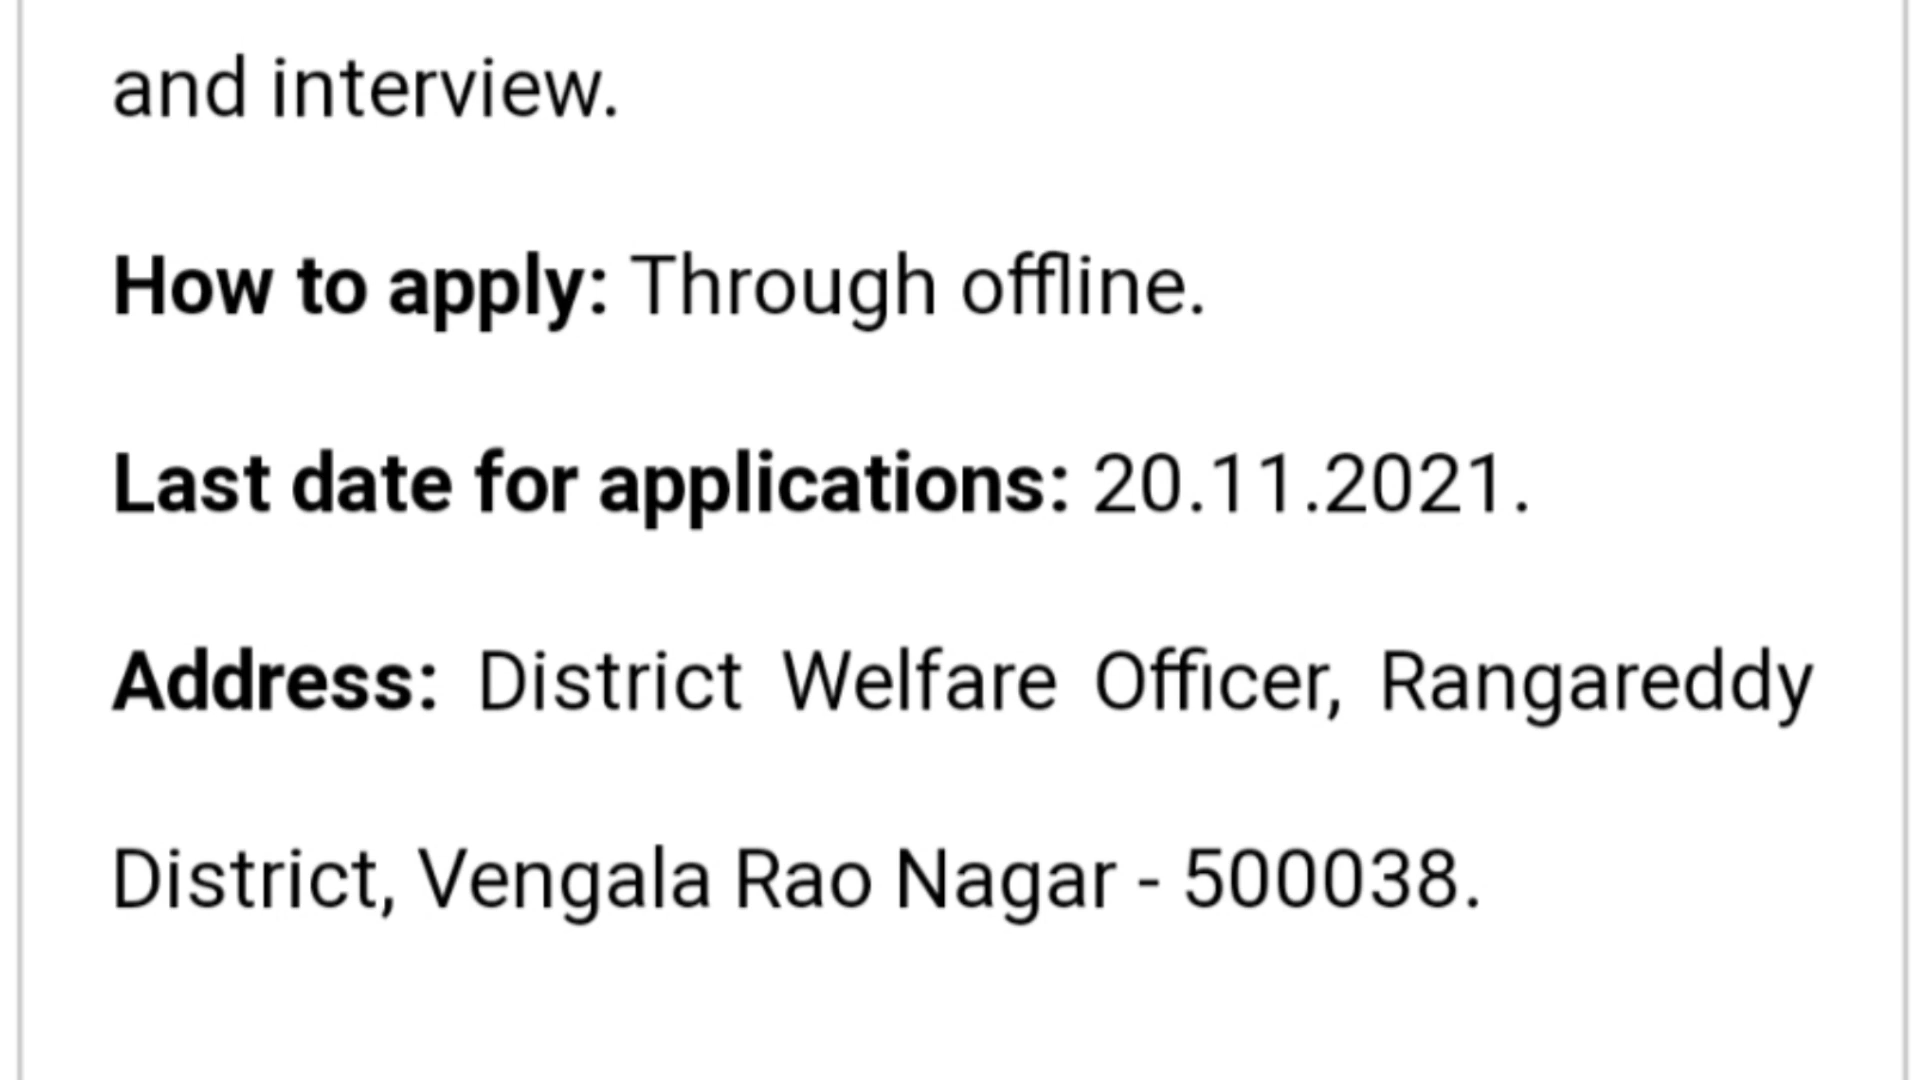 and interview.
How to apply: Through offline.
Last date for applications: 20.11.2021.
Address: District Welfare Officer, Rangareddy
District, Vengala Rao Nagar - 500038.